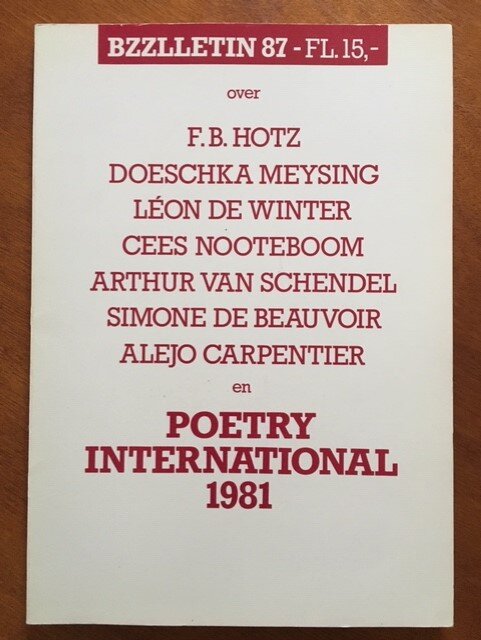 BZZLLETIN 87 - FL. 15,-
over
F. B. HOTZ
DOESCHKA MEYSING
LÉON DE WINTER
CEES NOOTEBOOM
ARTHUR VAN SCHENDEL
SIMONE DE BEAUVOIR
ALEJO CARPENTIER
en
POETRY
INTERNATIONAL
1981